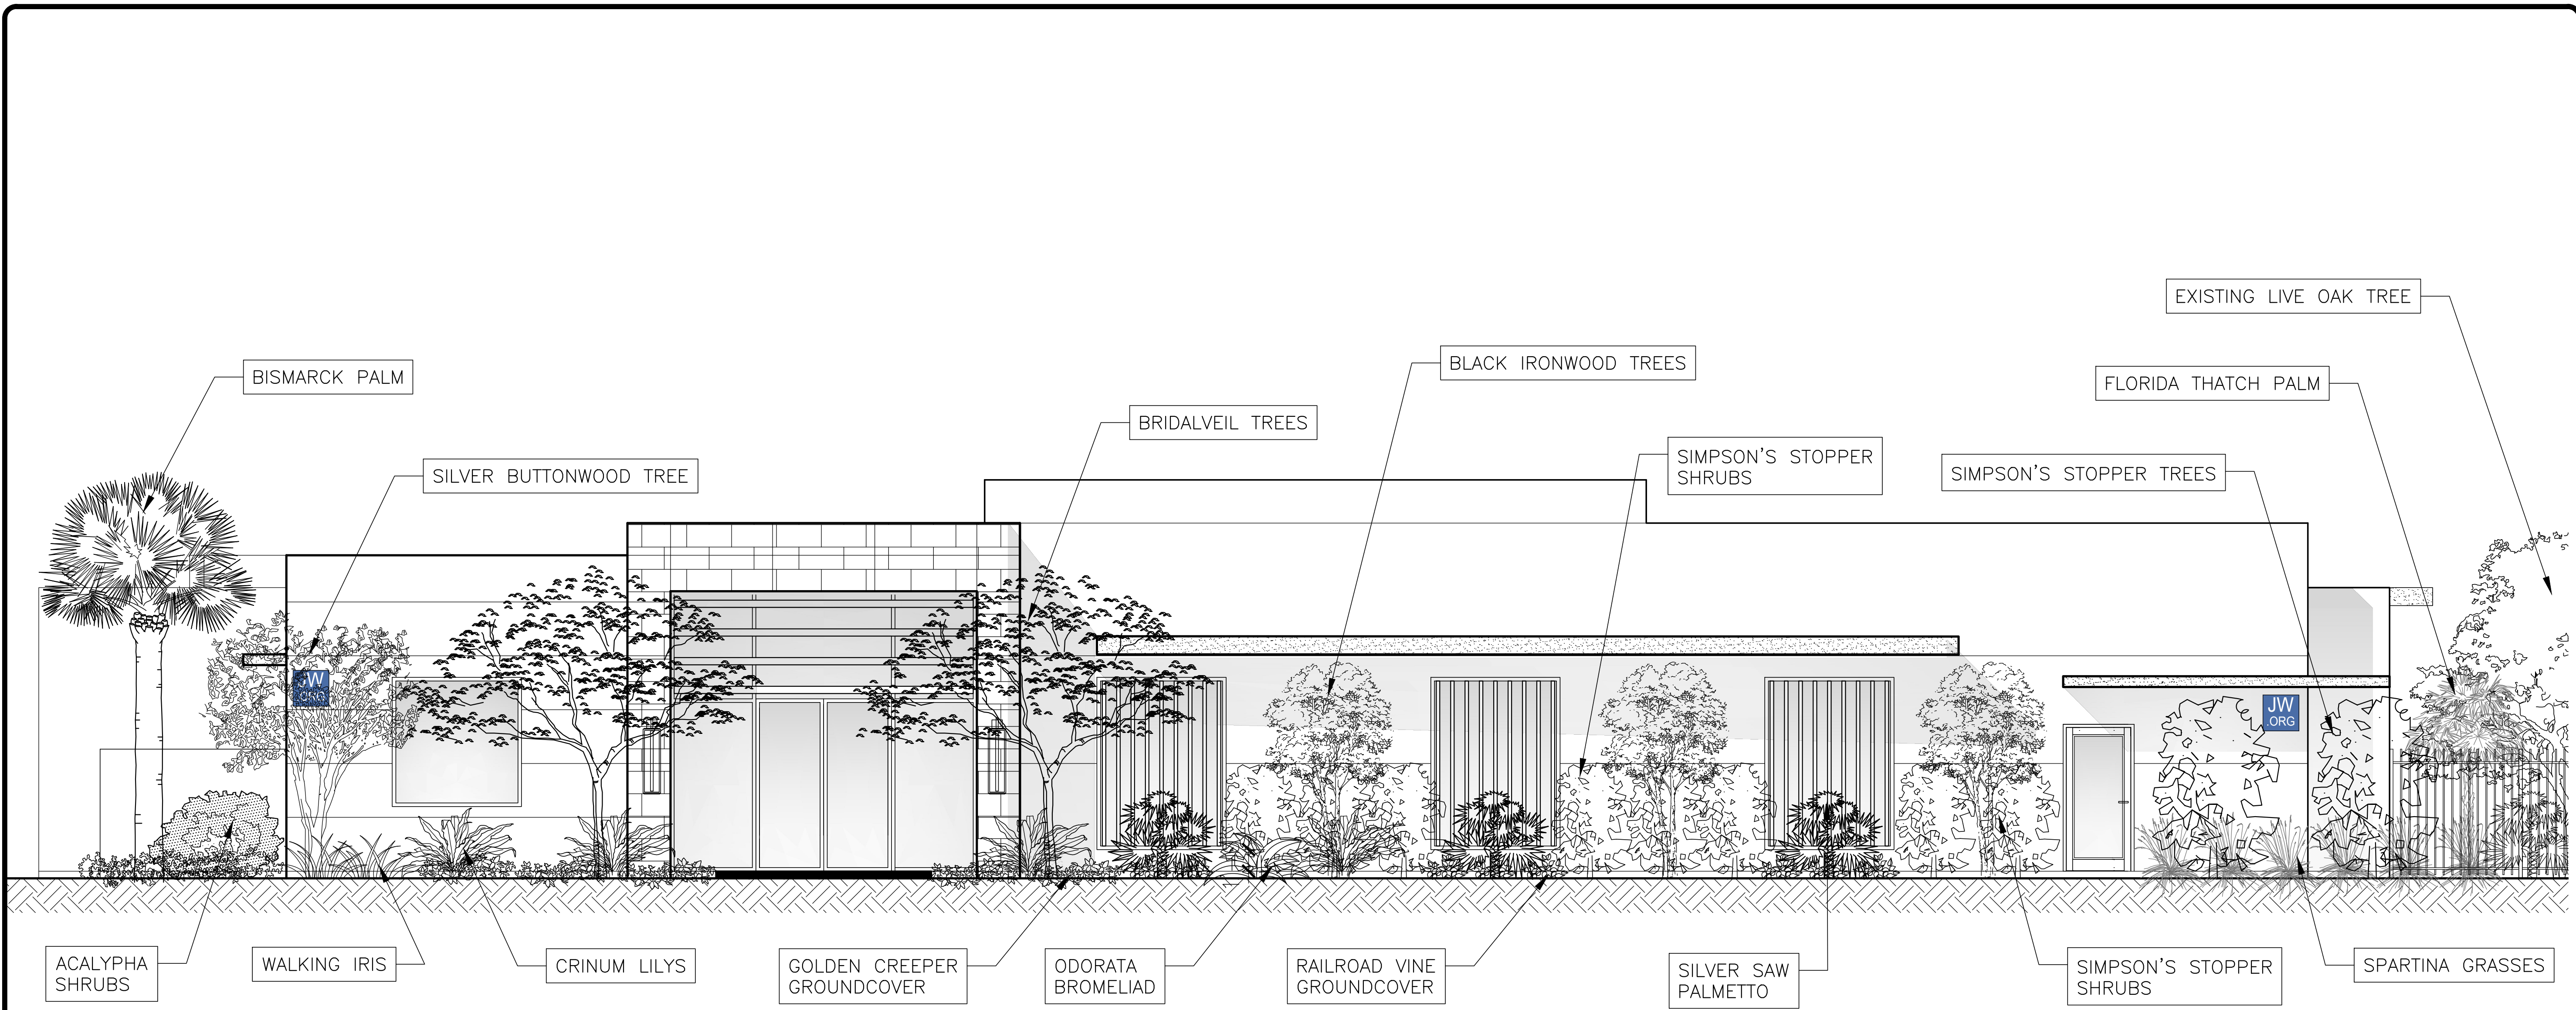 EXISTING LIVE OAK TREE
BLACK IRONWOOD TREES
BISMARCK PALM
FLORIDA THATCH PALM
BRIDALVEIL TREES
SIMPSON'S STOPPER
SHRUBS
SILVER BUTTONWOOD TREE
SIMPSON'S STOPPER TREES
JW
.ORG
JW
.ORG
ACALYPHA
SHRUBS
WALKING IRIS
CRINUM LILYS
GOLDEN CREEPER
GROUNDCOVER
ODORATA
BROMELIAD
RAILROAD VINE
GROUNDCOVER
SILVER SAW
PALMETTO
SIMPSON'S STOPPER
SHRUBS
SPARTINA GRASSES